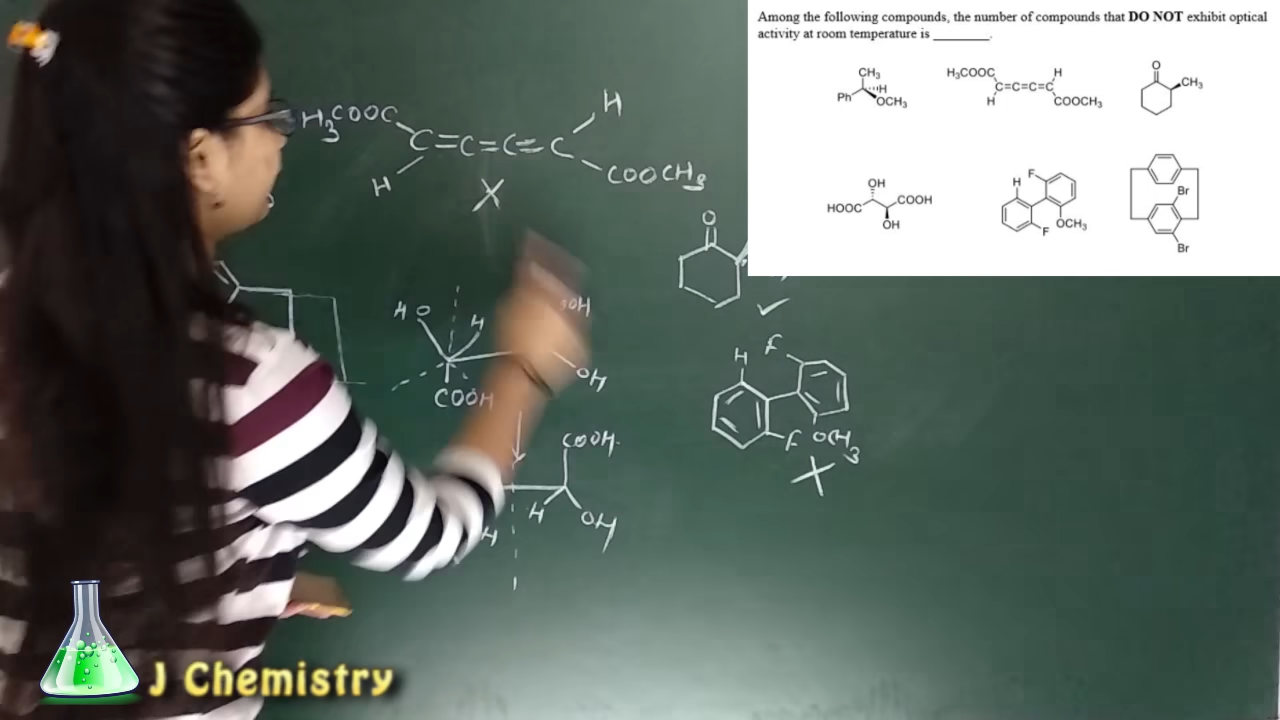 Among the following compounds, the number of compounds that DO NOT exhibit optical
activity at room temperature is ________.
CH₃
Ph
H
OCH₃
H₃COOC
H
C=C=C=C
H
COOCH₃
O
CH₃
OH
HOOC
COOH
OH
H
F
F
OCH₃
Br
Br
H₃COOC
H
C=C=C=C
H
COOCH₃
X
O
✓
HO
H
COOH
OH
OH
COOH
H
OH
H
H
F
F
OCH₃
X
J Chemistry